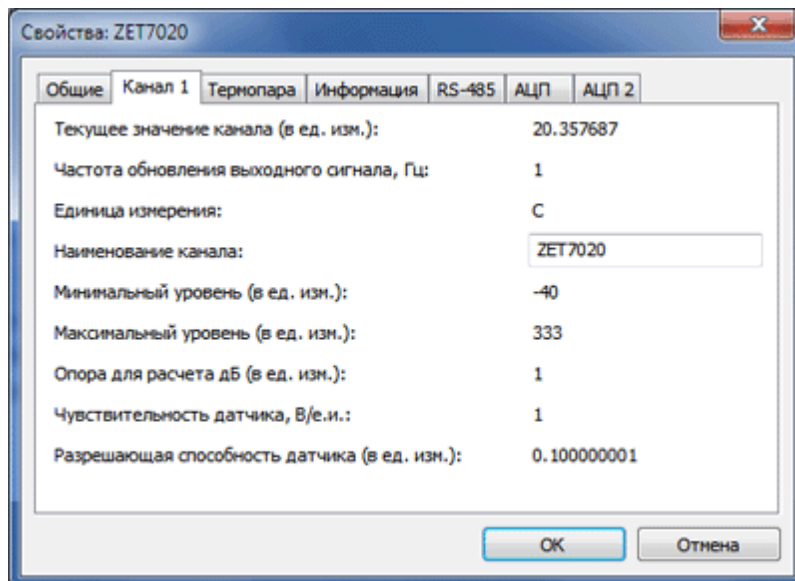 Свойства: ZET7020
Общие Канал 1 Термопара Информация RS-485 АЦП АЦП 2
Текущее значение канала (в ед. изм.): 20.357687
Частота обновления выходного сигнала, Гц: 1
Единица измерения: С
Наименование канала: ZET7020
Минимальный уровень (в ед. изм.): -40
Максимальный уровень (в ед. изм.): 333
Опора для расчета дБ (в ед. изм.): 1
Чувствительность датчика, В/е.и.: 1
Разрешающая способность датчика (в ед. изм.): 0.100000001
ОК Отмена